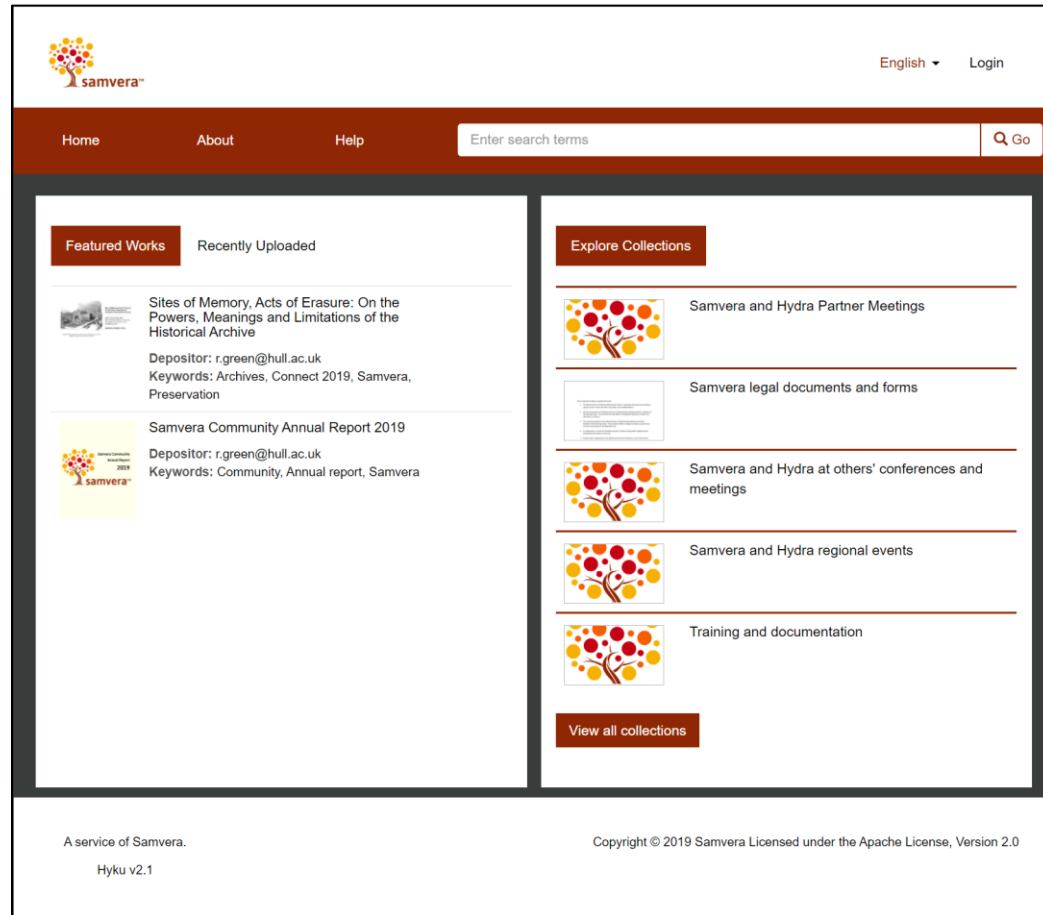 samvera™
English
Login
Home
About
Help
Enter search terms
Go
Featured Works
Recently Uploaded
Sites of Memory, Acts of Erasure: On the
Powers, Meanings and Limitations of the
Historical Archive
Depositor: r.green@hull.ac.uk
Keywords: Archives, Connect 2019, Samvera,
Preservation
Samvera Community Annual Report 2019
Depositor: r.green@hull.ac.uk
Keywords: Community, Annual report, Samvera
Samvera Community
Annual Report
2019
samvera™
Explore Collections
Samvera and Hydra Partner Meetings
Samvera legal documents and forms
Samvera and Hydra at others' conferences and
meetings
Samvera and Hydra regional events
Training and documentation
View all collections
A service of Samvera.
Hyku v2.1
Copyright © 2019 Samvera Licensed under the Apache License, Version 2.0